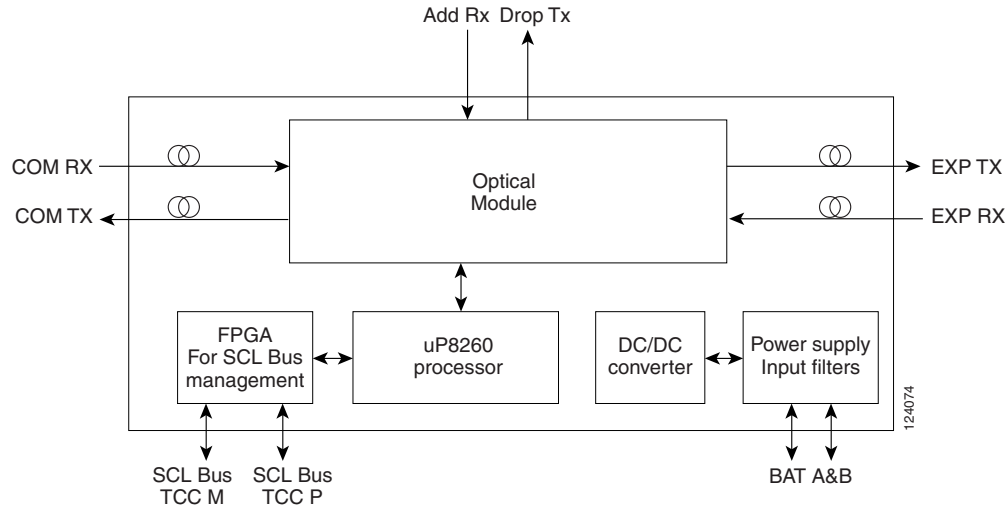 Add Rx Drop Tx
COM RX
EXP TX
Optical
Module
COM TX
EXP RX
FPGA
For SCL Bus
management
uP8260
processor
DC/DC
converter
Power supply
Input filters
124074
SCL Bus
TCC M
SCL Bus
TCC P
BAT A&B